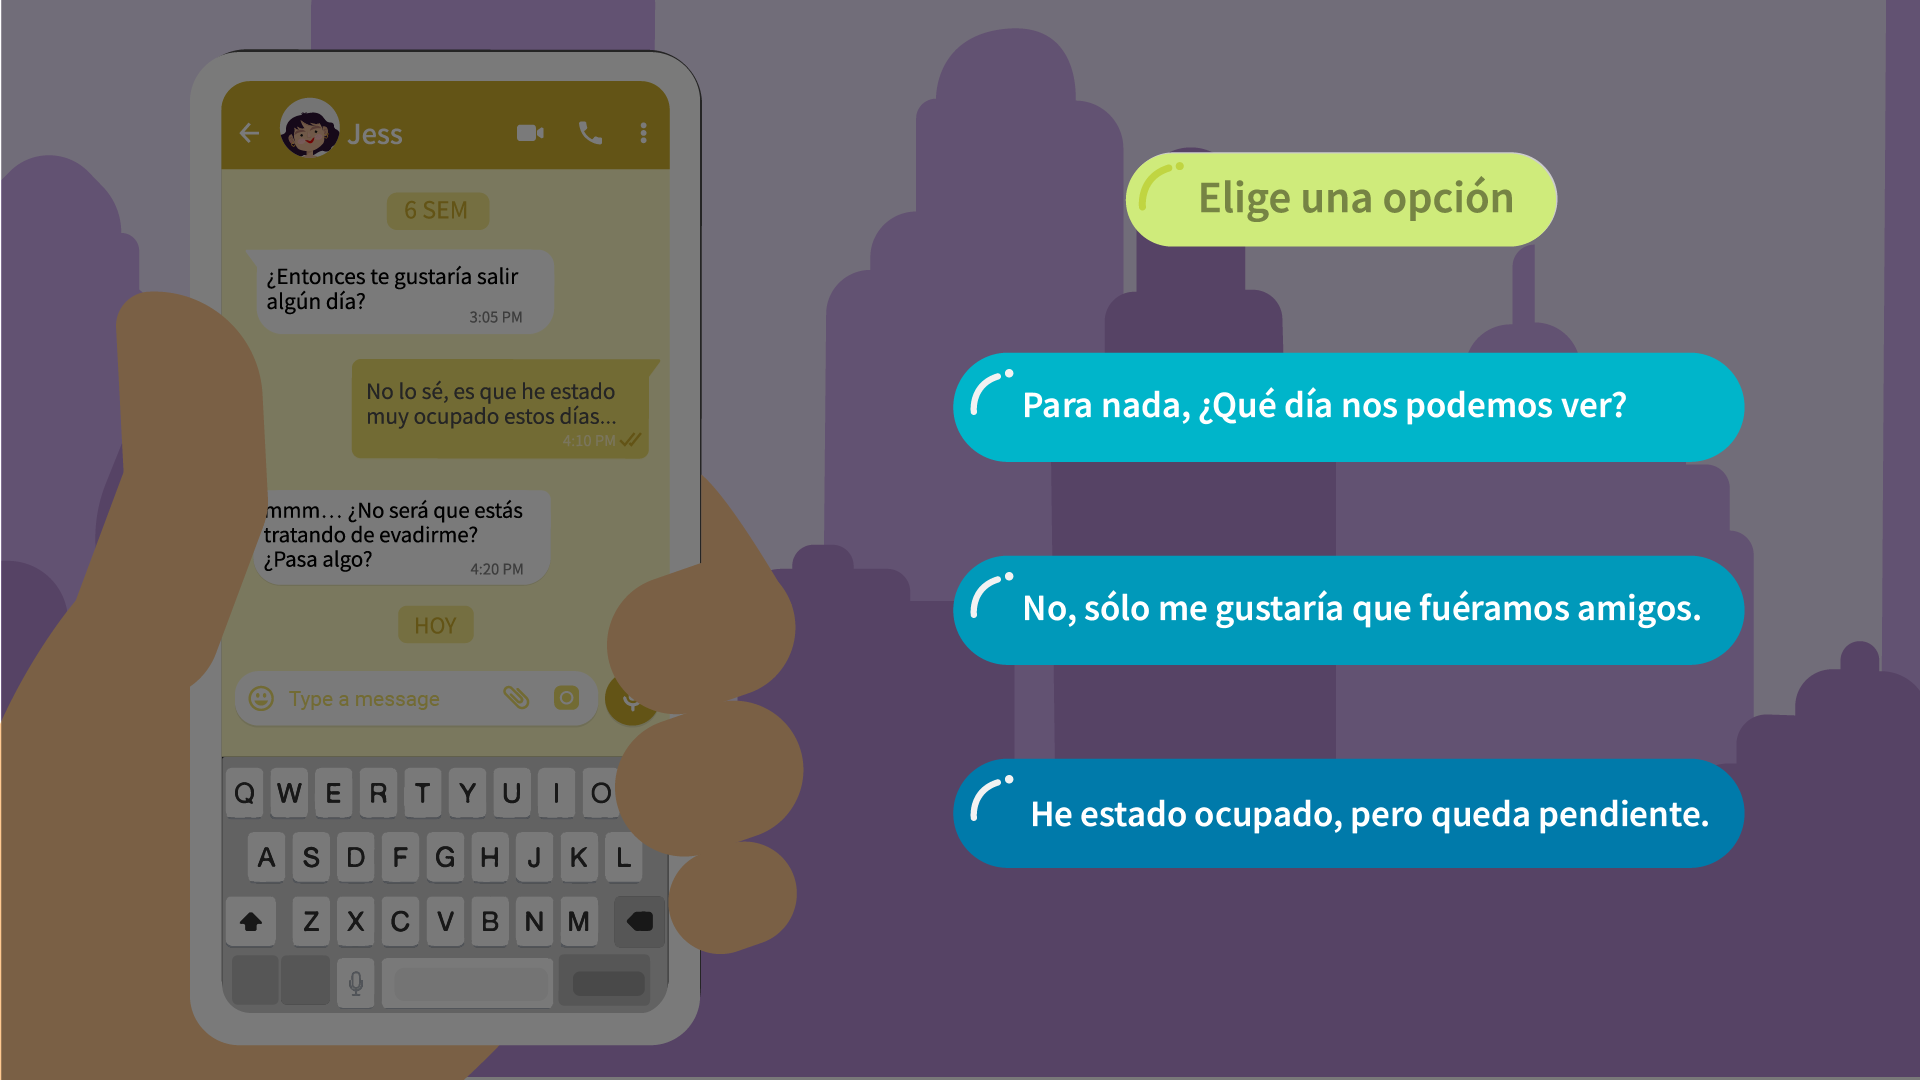 Jess
6 SEM
¿Entonces te gustaría salir
algún día?
3:05 PM
No lo sé, es que he estado
muy ocupado estos días...
4:10 PM
mmm... ¿No será que estás
tratando de evadirme?
¿Pasa algo?
4:20 PM
HOY
Type a message
Q W E R T Y U I O
A S D F G H J K L
Z X C V B N M
Elige una opción
Para nada, ¿Qué día nos podemos ver?
No, sólo me gustaría que fuéramos amigos.
He estado ocupado, pero queda pendiente.